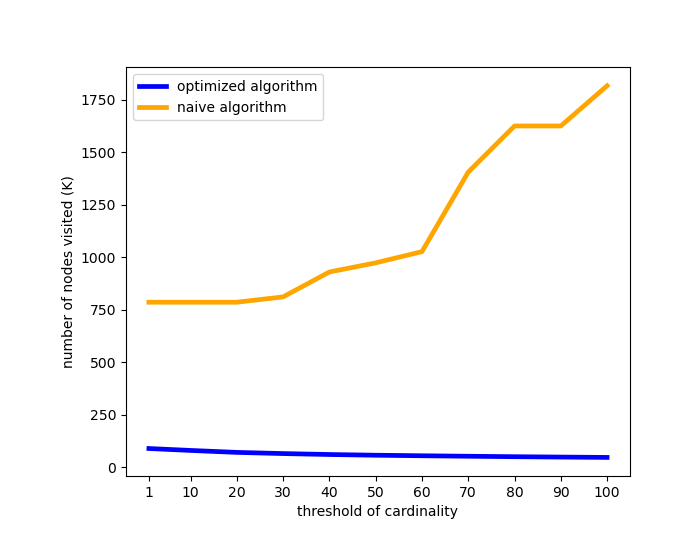 optimized algorithm
naive algorithm
number of nodes visited (K)
1750
1500
1250
1000
750
500
250
0
1 10 20 30 40 50 60 70 80 90 100
threshold of cardinality